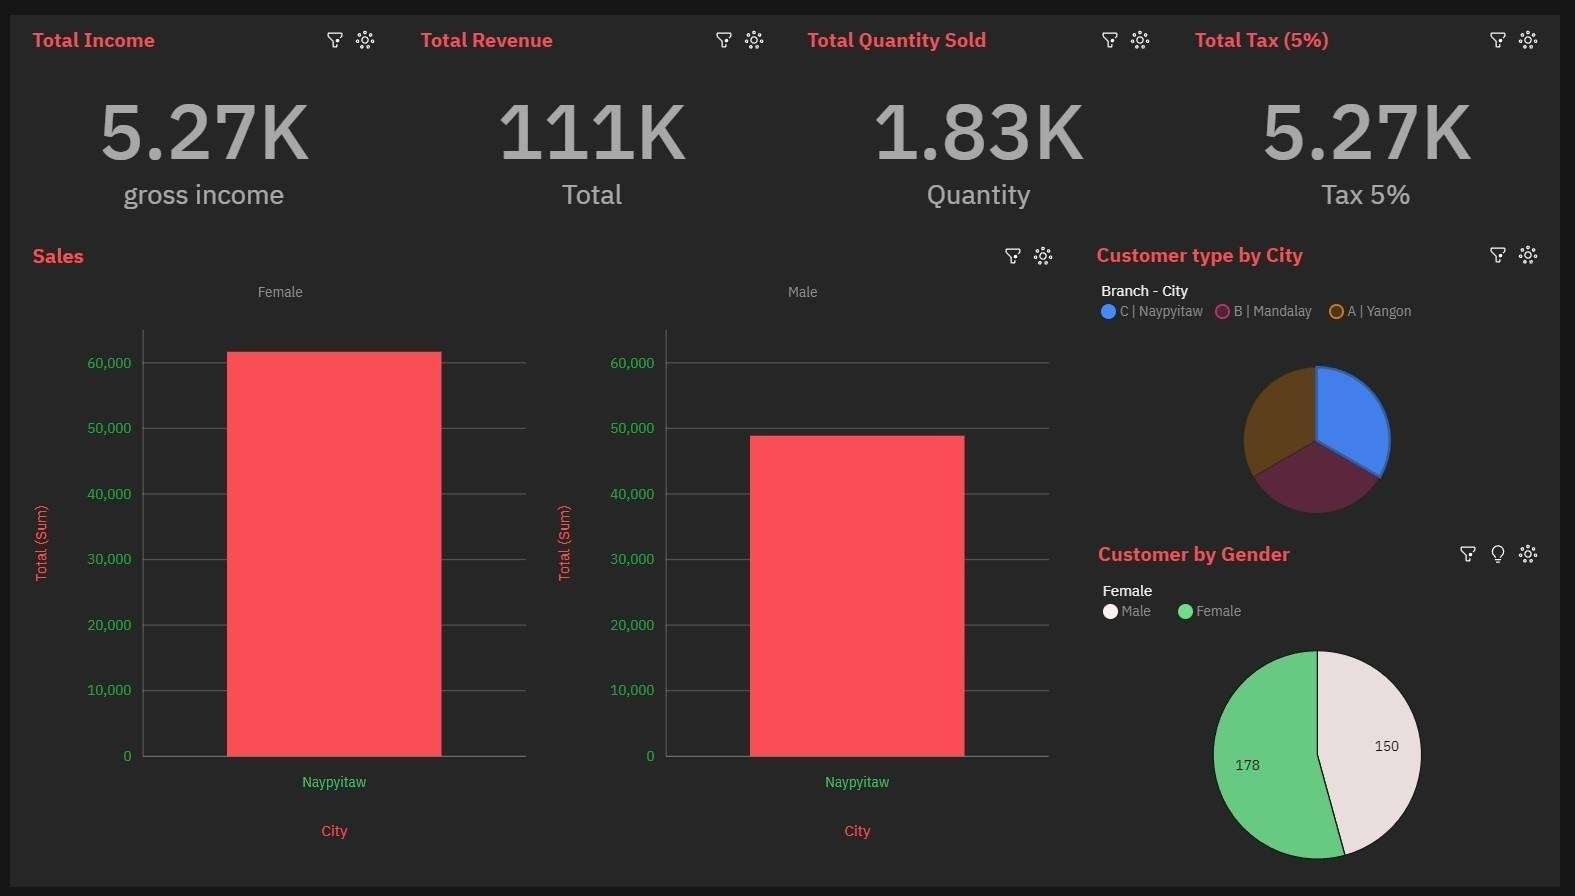 Total Income
Total Revenue
Total Quantity Sold
Total Tax (5%)
5.27K
111K
1.83K
5.27K
gross income
Total
Quantity
Tax 5%
Sales
Customer type by City
Female
Male
Branch - City
C | Naypyitaw B | Mandalay A | Yangon
60,000
50,000
40,000
30,000
20,000
10,000
0
Total (Sum)
Naypyitaw
City
60,000
50,000
40,000
30,000
20,000
10,000
0
Total (Sum)
Naypyitaw
City
Customer by Gender
Female
Male Female
150
178